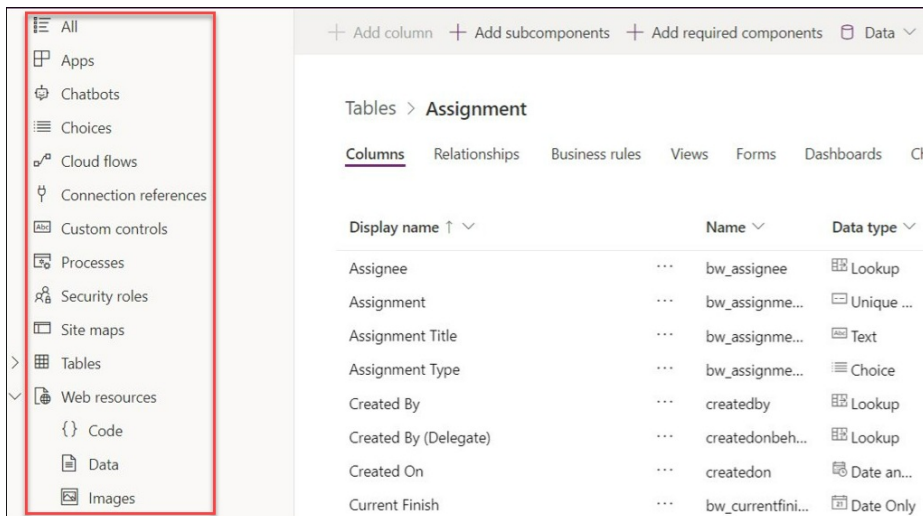 All
Apps
Chatbots
Choices
Cloud flows
Connection references
Custom controls
Processes
Security roles
Site maps
Tables
Web resources
{} Code
Data
Images
+ Add column + Add subcomponents + Add required components Data
Tables > Assignment
Columns Relationships Business rules Views Forms Dashboards
Display name ↑ Name Data type
Assignee ... bw_assignee Lookup
Assignment ... bw_assignme... Unique ...
Assignment Title ... bw_assignme... Abc Text
Assignment Type ... bw_assignme... Choice
Created By ... createdby Lookup
Created By (Delegate) ... createdonbeh... Lookup
Created On ... createdon Date an...
Current Finish ... bw_currentfini... Date Only